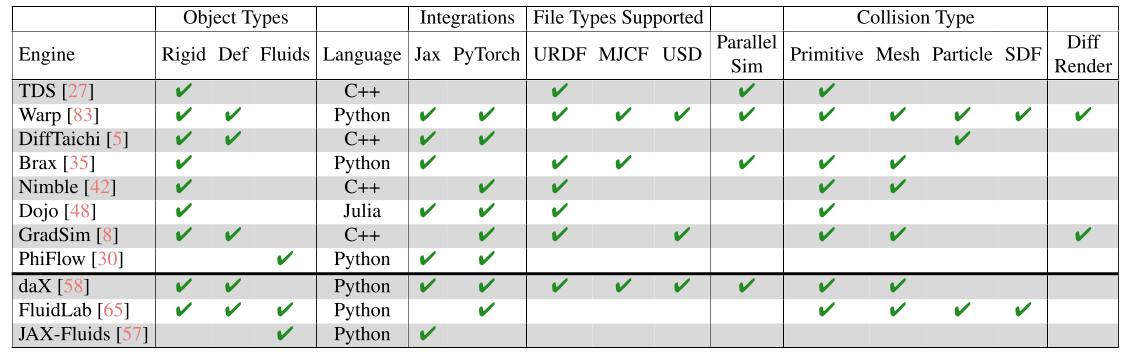 Object Types Integrations File Types Supported Collision Type
Engine Rigid Def Fluids Language Jax PyTorch URDF MJCF USD Parallel Sim Primitive Mesh Particle SDF Diff Render
TDS [27] ✔ C++ ✔ ✔ ✔
Warp [83] ✔ ✔ Python ✔ ✔ ✔ ✔ ✔ ✔ ✔ ✔ ✔ ✔ ✔
DiffTaichi [5] ✔ ✔ C++ ✔ ✔ ✔
Brax [35] ✔ Python ✔ ✔ ✔ ✔ ✔ ✔
Nimble [42] ✔ C++ ✔ ✔ ✔ ✔
Dojo [48] ✔ Julia ✔ ✔ ✔ ✔
GradSim [8] ✔ ✔ C++ ✔ ✔ ✔ ✔ ✔ ✔
PhiFlow [30] ✔ Python ✔ ✔
daX [58] ✔ ✔ Python ✔ ✔ ✔ ✔ ✔ ✔ ✔ ✔
FluidLab [65] ✔ ✔ ✔ Python ✔ ✔ ✔ ✔ ✔
JAX-Fluids [57] ✔ Python ✔